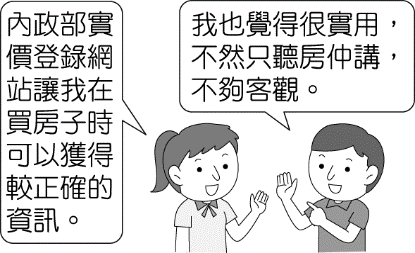 內政部實
價登錄網
站讓我在
買房子時
可以獲得
較正確的
資訊。
我也覺得很實用，
不然只聽房仲講，
不夠客觀。